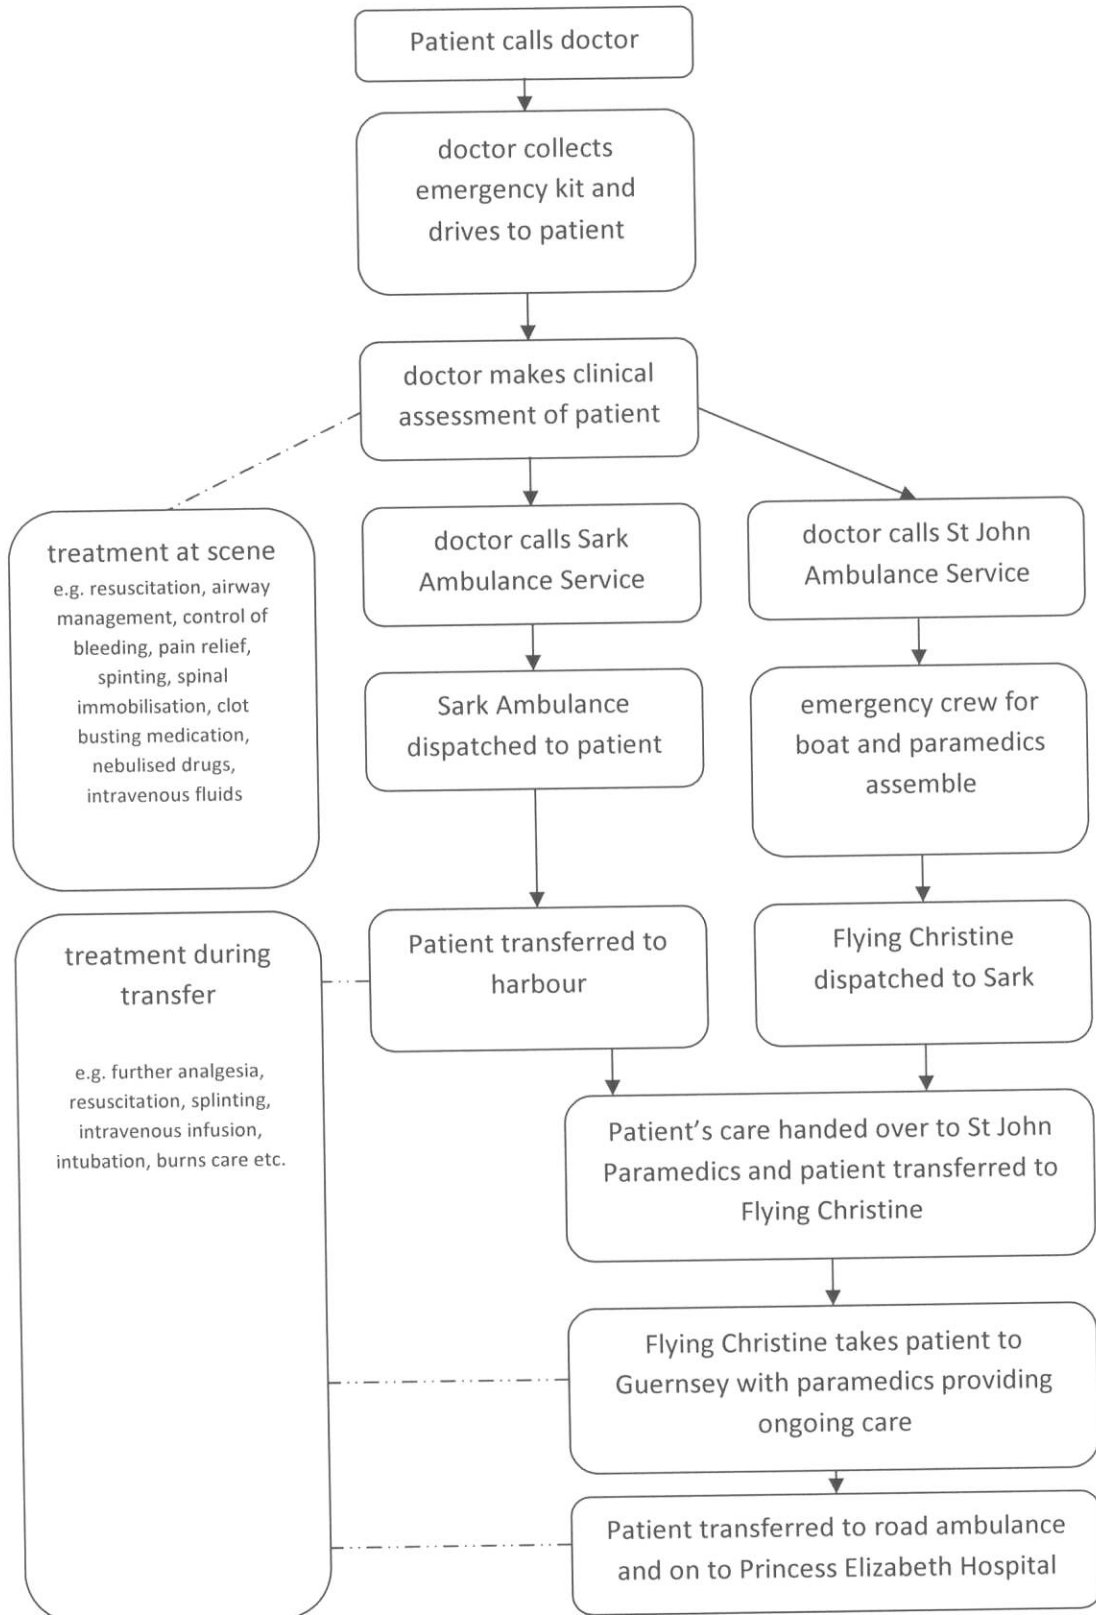 Patient calls doctor
doctor collects
emergency kit and
drives to patient
doctor makes clinical
assessment of patient
treatment at scene
e.g. resuscitation, airway
management, control of
bleeding, pain relief,
spinting, spinal
immobilisation, clot
busting medication,
nebulised drugs,
intravenous fluids
doctor calls Sark
Ambulance Service
doctor calls St John
Ambulance Service
Sark Ambulance
dispatched to patient
emergency crew for
boat and paramedics
assemble
treatment during
transfer
e.g. further analgesia,
resuscitation, splinting,
intravenous infusion,
intubation, burns care etc.
Patient transferred to
harbour
Flying Christine
dispatched to Sark
Patient’s care handed over to St John
Paramedics and patient transferred to
Flying Christine
Flying Christine takes patient to
Guernsey with paramedics providing
ongoing care
Patient transferred to road ambulance
and on to Princess Elizabeth Hospital